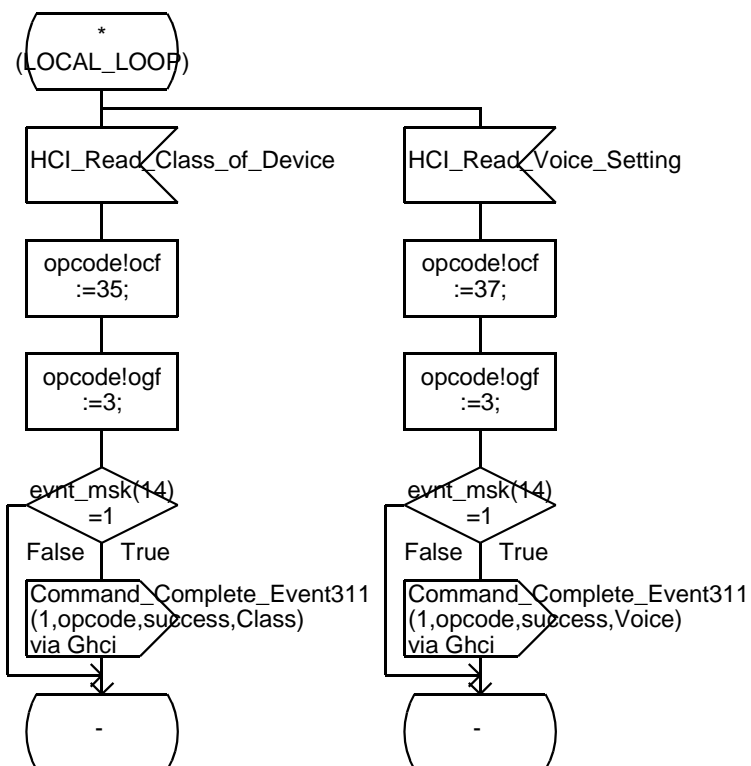 *
(LOCAL_LOOP)
HCI_Read_Class_of_Device
opcode!ocf
:=35;
opcode!ogf
:=3;
evnt_msk(14)
=1
False
True
Command_Complete_Event311
(1,opcode,success,Class)
via Ghci
-
HCI_Read_Voice_Setting
opcode!ocf
:=37;
opcode!ogf
:=3;
evnt_msk(14)
=1
False
True
Command_Complete_Event311
(1,opcode,success,Voice)
via Ghci
-